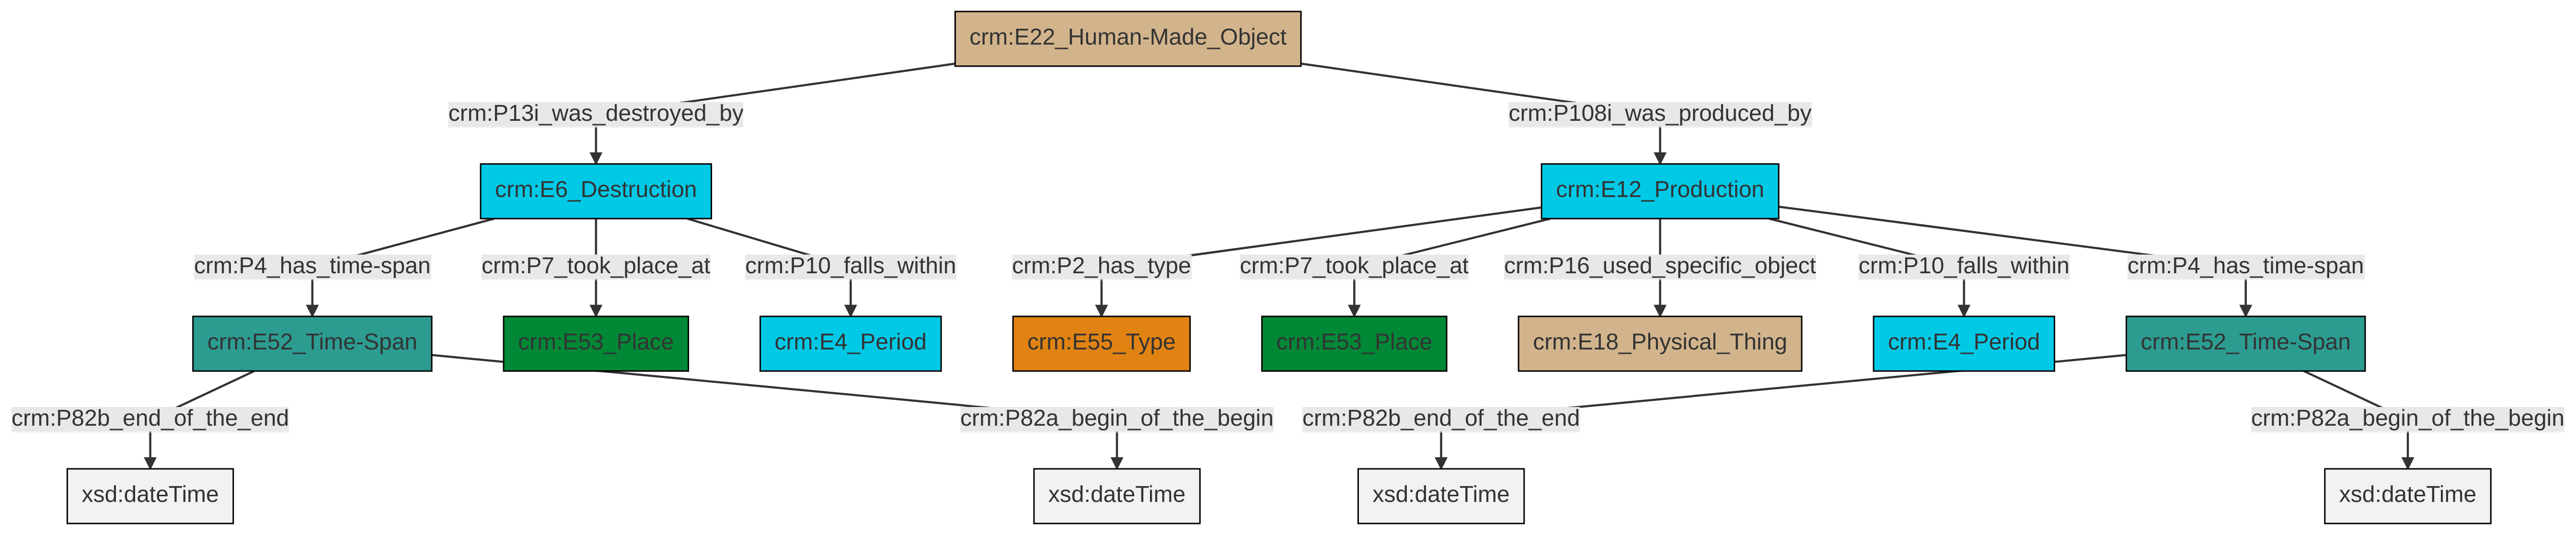 crm:E22_Human-Made_Object
crm:P13i_was_destroyed_by
crm:P108i_was_produced_by
crm:E6_Destruction
crm:E12_Production
crm:P4_has_time-span
crm:P7_took_place_at
crm:P10_falls_within
crm:P2_has_type
crm:P7_took_place_at
crm:P16_used_specific_object
crm:P10_falls_within
crm:P4_has_time-span
crm:E52_Time-Span
crm:E53_Place
crm:E4_Period
crm:E55_Type
crm:E53_Place
crm:E18_Physical_Thing
crm:E4_Period
crm:E52_Time-Span
crm:P82b_end_of_the_end
crm:P82a_begin_of_the_begin
crm:P82b_end_of_the_end
crm:P82a_begin_of_the_begin
xsd:dateTime
xsd:dateTime
xsd:dateTime
xsd:dateTime